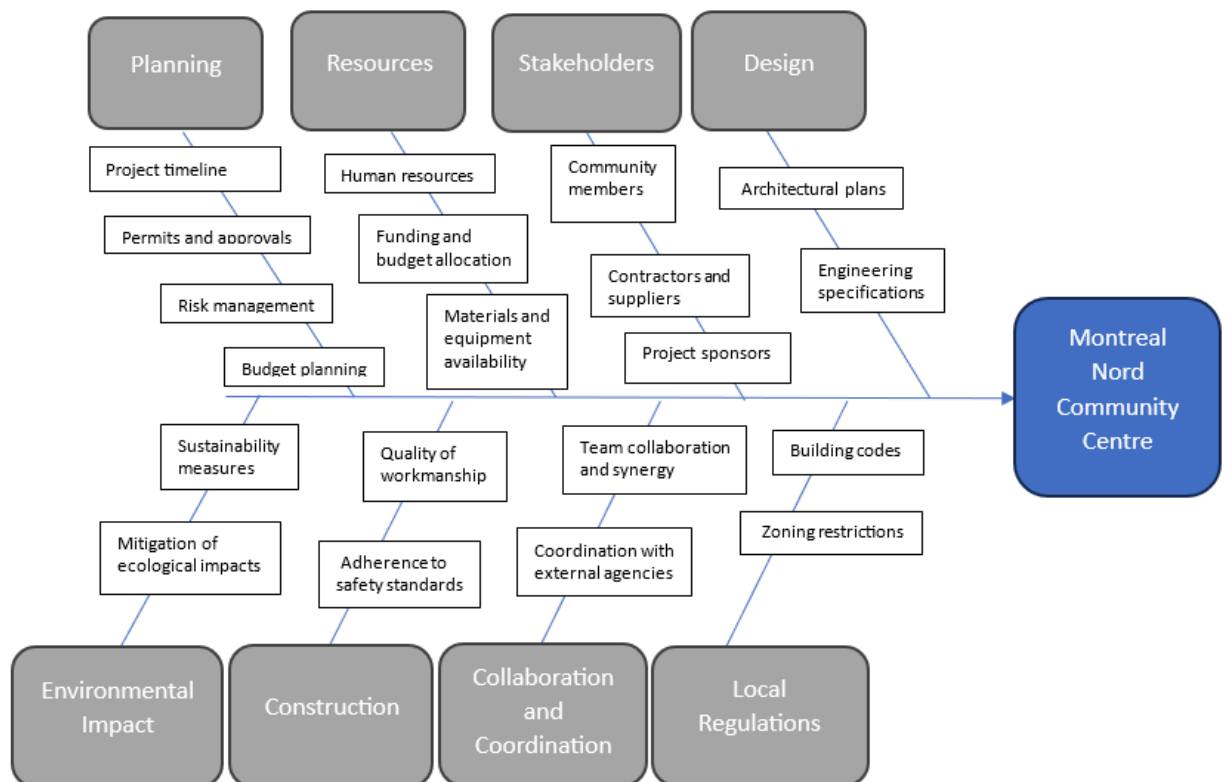 Planning
Resources
Stakeholders
Design
Project timeline
Permits and approvals
Risk management
Budget planning
Human resources
Funding and
budget allocation
Materials and
equipment
availability
Community
members
Contractors and
suppliers
Project sponsors
Architectural plans
Engineering
specifications
Montreal
Nord
Community
Centre
Sustainability
measures
Mitigation of
ecological impacts
Quality of
workmanship
Adherence to
safety standards
Team collaboration
and synergy
Coordination with
external agencies
Building codes
Zoning restrictions
Environmental
Impact
Construction
Collaboration
and
Coordination
Local
Regulations